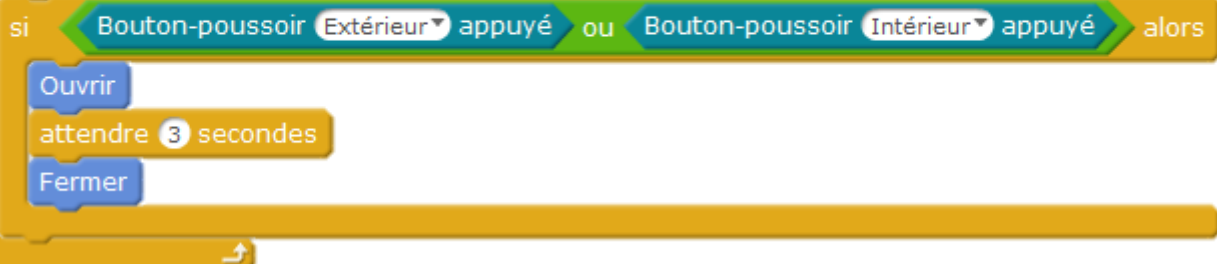 si Bouton-poussoir Extérieur appuyé ou Bouton-poussoir Intérieur appuyé alors
Ouvrir
attendre 3 secondes
Fermer